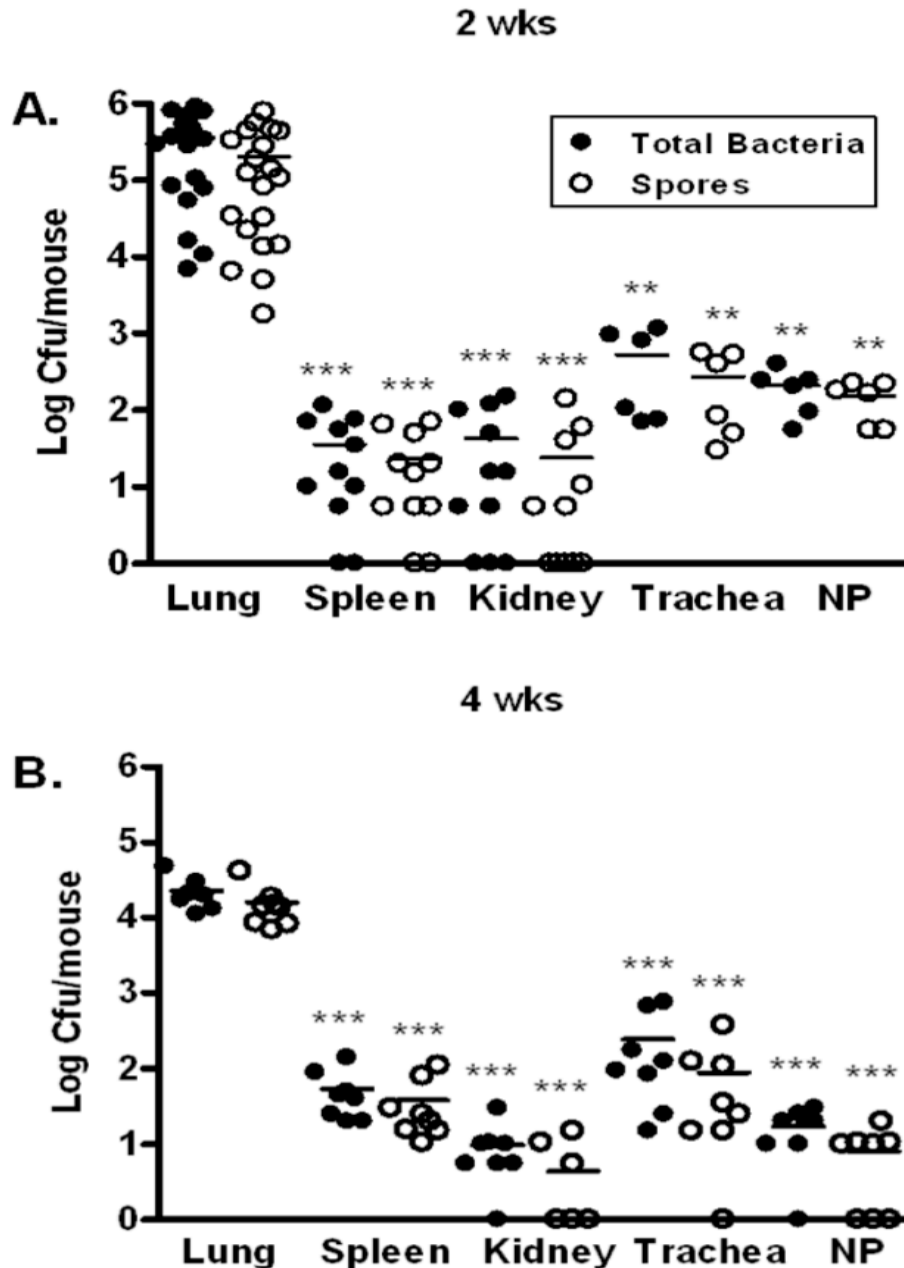 2 wks
A.
6
5
4
3
2
1
0
Log Cfu/mouse
Total Bacteria
Spores
*** *** *** *** ** ** ** **
Lung Spleen Kidney Trachea NP
4 wks
B.
6
5
4
3
2
1
0
Log Cfu/mouse
*** *** *** *** *** *** *** ***
Lung Spleen Kidney Trachea NP